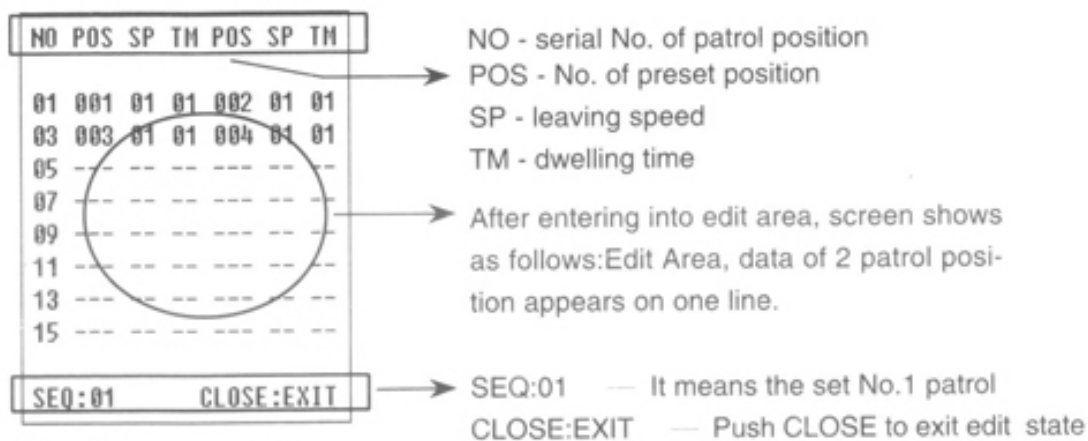 NO POS SP TM POS SP TM
01 001 01 01 002 01 01
03 003 01 01 004 01 01
05 --- -- -- --- -- --
07 --- -- -- --- -- --
09 --- -- -- --- -- --
11 --- -- -- --- -- --
13 --- -- -- --- -- --
15 --- -- -- --- -- --
SEQ:01 CLOSE:EXIT
NO - serial No. of patrol position
POS - No. of preset position
SP - leaving speed
TM - dwelling time
After entering into edit area, screen shows
as follows:Edit Area, data of 2 patrol posi-
tion appears on one line.
SEQ:01 — It means the set No.1 patrol
CLOSE:EXIT — Push CLOSE to exit edit state